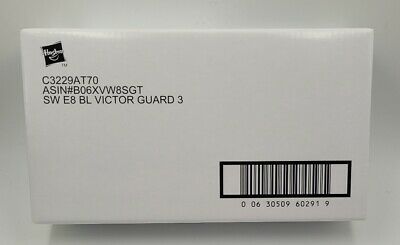 Hasbro
TM
C3229AT70
ASIN#B06XVW8SGT
SW E8 BL VICTOR GUARD 3
0 06 30509 60291 9